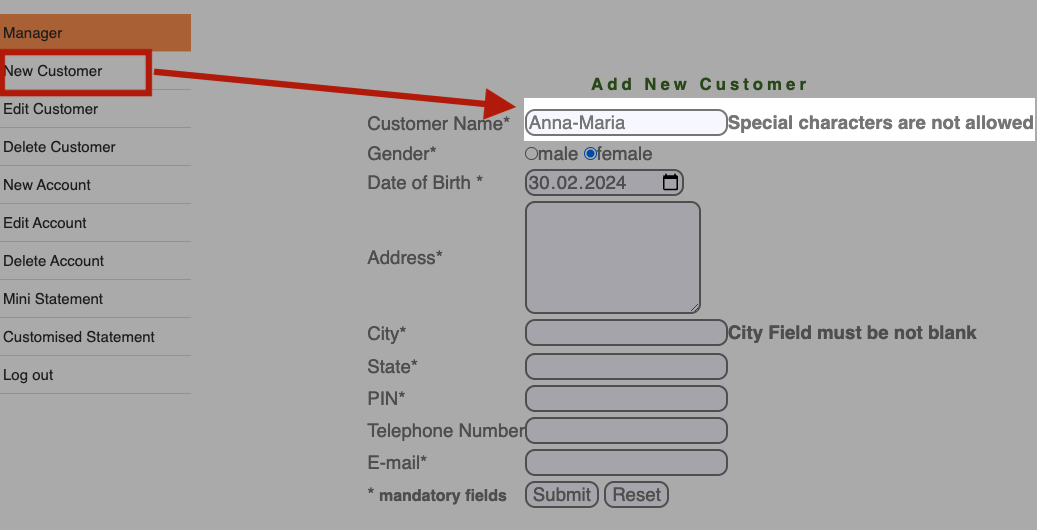 Manager
New Customer
Edit Customer
Delete Customer
New Account
Edit Account
Delete Account
Mini Statement
Customised Statement
Log out
Add New Customer
Customer Name* Anna-Maria Special characters are not allowed
Gender* male female
Date of Birth * 30.02.2024
Address*
City* City Field must be not blank
State*
PIN*
Telephone Number
E-mail*
* mandatory fields Submit Reset